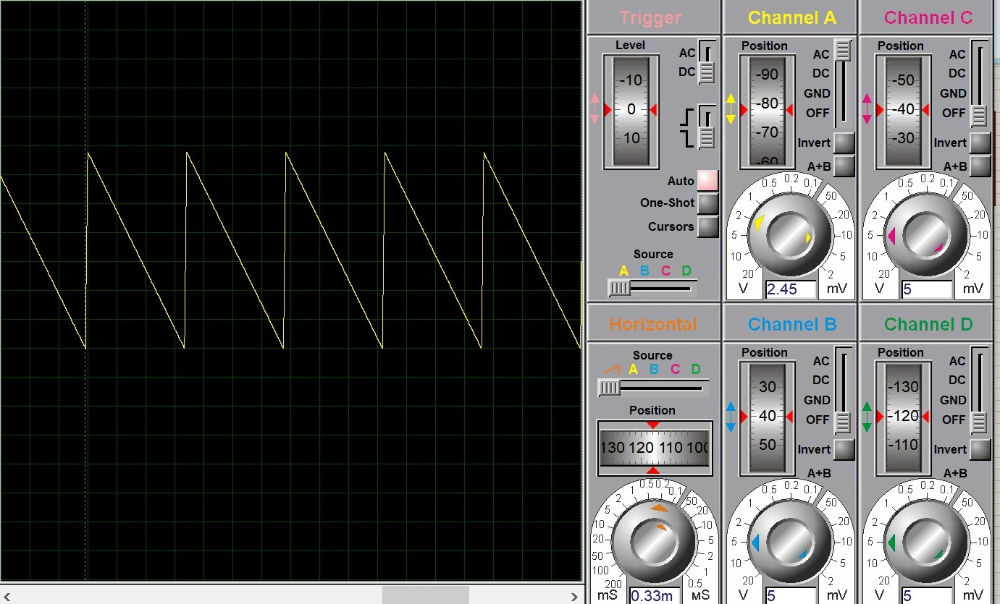 Trigger
Level
-10
0
10
AC
DC
Auto
One-Shot
Cursors
Source
A B C D
Channel A
Position
-90
-80
-70
-60
AC
DC
GND
OFF
Invert
A+B
0.5 0.2 0.1
1 50
2 20
5 10
10 5
20 2
V 2.45 mV
Channel C
Position
-50
-40
-30
AC
DC
GND
OFF
Invert
A+B
0.5 0.2 0.1
1 50
2 20
5 10
10 5
20 2
V 5 mV
Horizontal
Source
A B C D
Position
130 120 110 100
0.5 0.2 0.1
1 50
2 20
5 10
10 5
20 2
50 1
100 0.5
200
mS 0.33m мS
Channel B
Position
30
40
50
AC
DC
GND
OFF
Invert
A+B
0.5 0.2 0.1
1 50
2 20
5 10
10 5
20 2
V 5 mV
Channel D
Position
-130
-120
-110
AC
DC
GND
OFF
Invert
A+B
0.5 0.2 0.1
1 50
2 20
5 10
10 5
20 2
V 5 mV